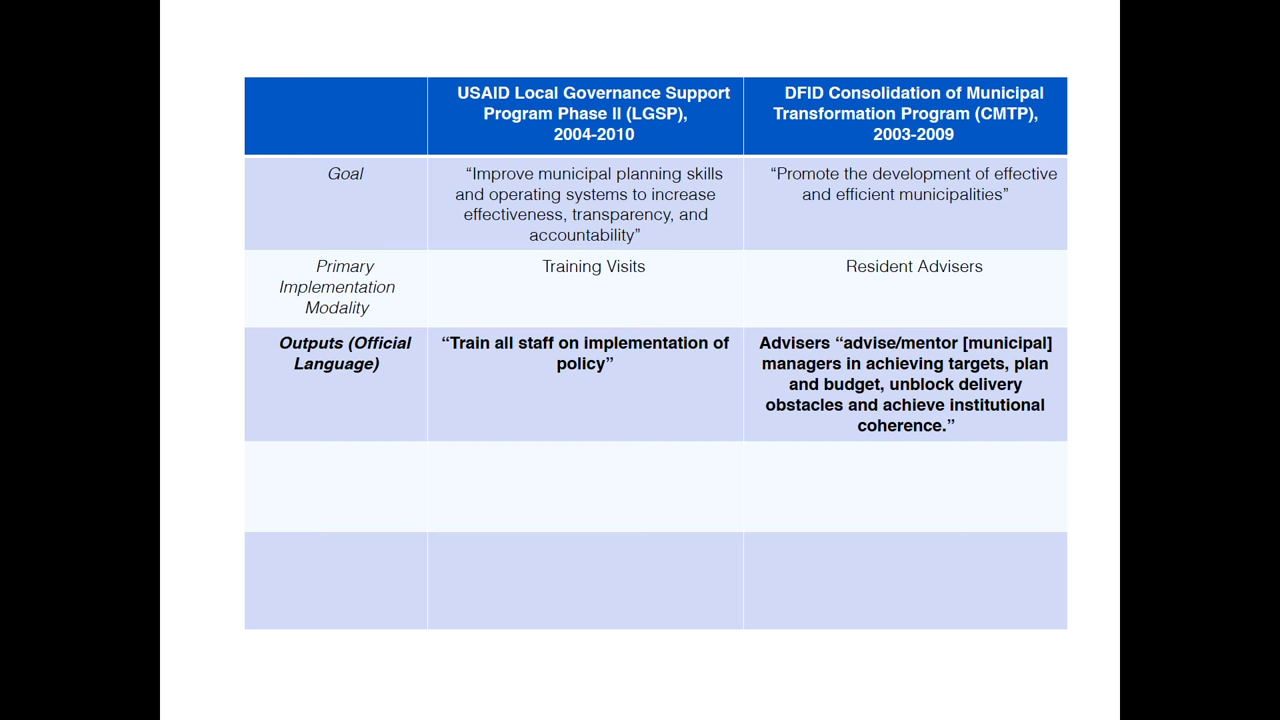 USAID Local Governance Support
Program Phase II (LGSP),
2004-2010
DFID Consolidation of Municipal
Transformation Program (CMTP),
2003-2009
Goal
“Improve municipal planning skills
and operating systems to increase
effectiveness, transparency, and
accountability”
“Promote the development of effective
and efficient municipalities”
Primary
Implementation
Modality
Training Visits
Resident Advisers
Outputs (Official
Language)
“Train all staff on implementation of
policy”
Advisers “advise/mentor [municipal]
managers in achieving targets, plan
and budget, unblock delivery
obstacles and achieve institutional
coherence.”